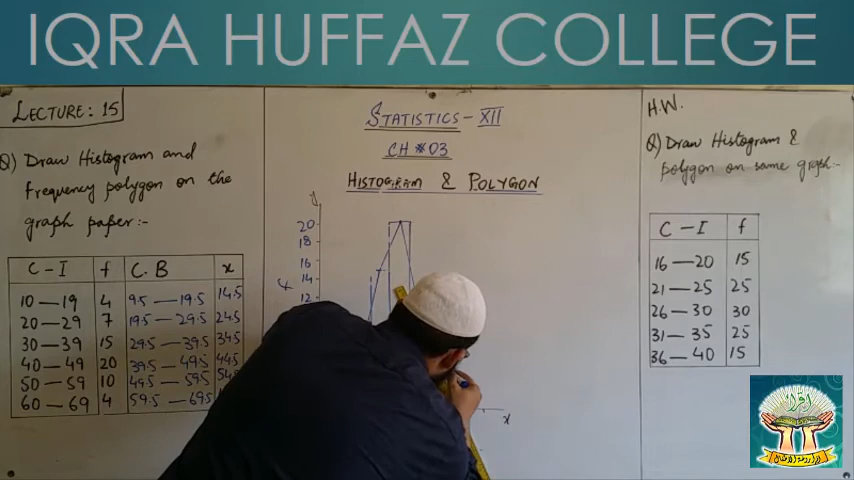 IQRA HUFFAZ COLLEGE
LECTURE: 15
Q) Draw Histogram and
frequency polygon on the
graph paper:-
C-I f C.B x
10—19 4 9.5—19.5 14.5
20—29 7 19.5—29.5 24.5
30—39 15 29.5—39.5 34.5
40—49 20 39.5—49.5 44.5
50—59 10 49.5—59.5
60—69 4 59.5—69.5
STATISTICS-XII
CH # 03
HISTOGRAM & POLYGON
y
20
18
16
14
12
x
H.W.
Q) Draw Histogram &
polygon on same graph:-
C-I f
16—20 15
21—25 25
26—30 30
31—35 25
36—40 15